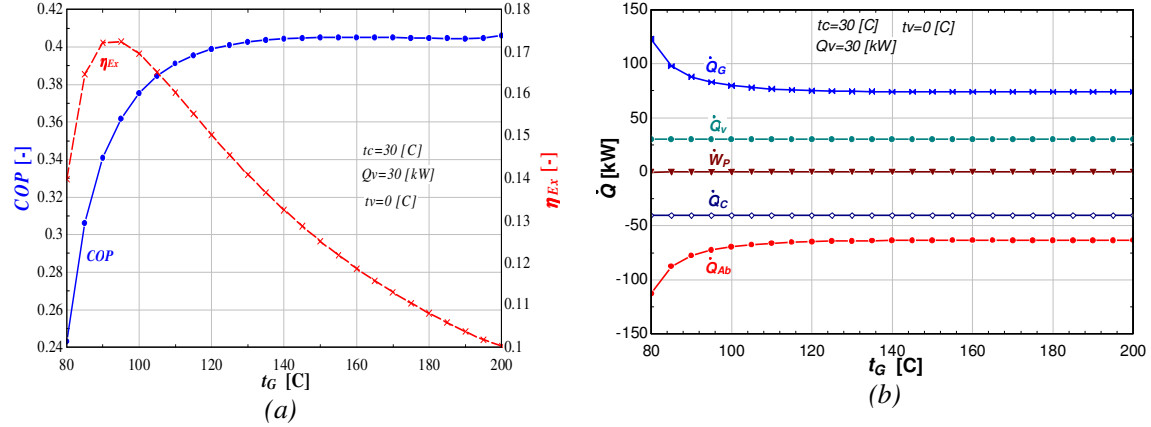 0.42
0.4
0.38
0.36
0.34
0.32
0.3
0.28
0.26
0.24
COP [-]
0.18
0.17
0.16
0.15
0.14
0.13
0.12
0.11
0.1
ηEx [-]
ηEx
tc=30 [C]
Qv=30 [kW]
tv=0 [C]
COP
80 100 120 140 160 180 200
tG [C]
(a)
150
100
50
0
-50
-100
-150
Q̇ [kW]
tc=30 [C] tv=0 [C]
Qv=30 [kW]
Q̇G
Q̇v
ẆP
Q̇C
Q̇Ab
80 100 120 140 160 180 200
tG [C]
(b)